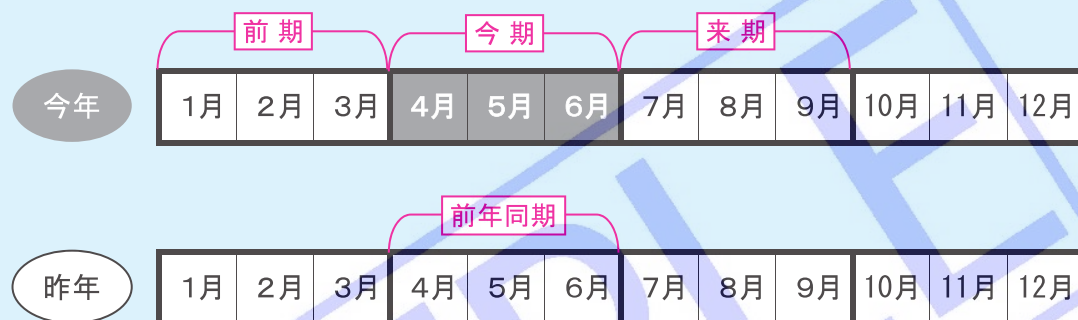 前期 今期 来期
今年 1月 2月 3月 4月 5月 6月 7月 8月 9月 10月 11月 12月
前年同期
昨年 1月 2月 3月 4月 5月 6月 7月 8月 9月 10月 11月 12月